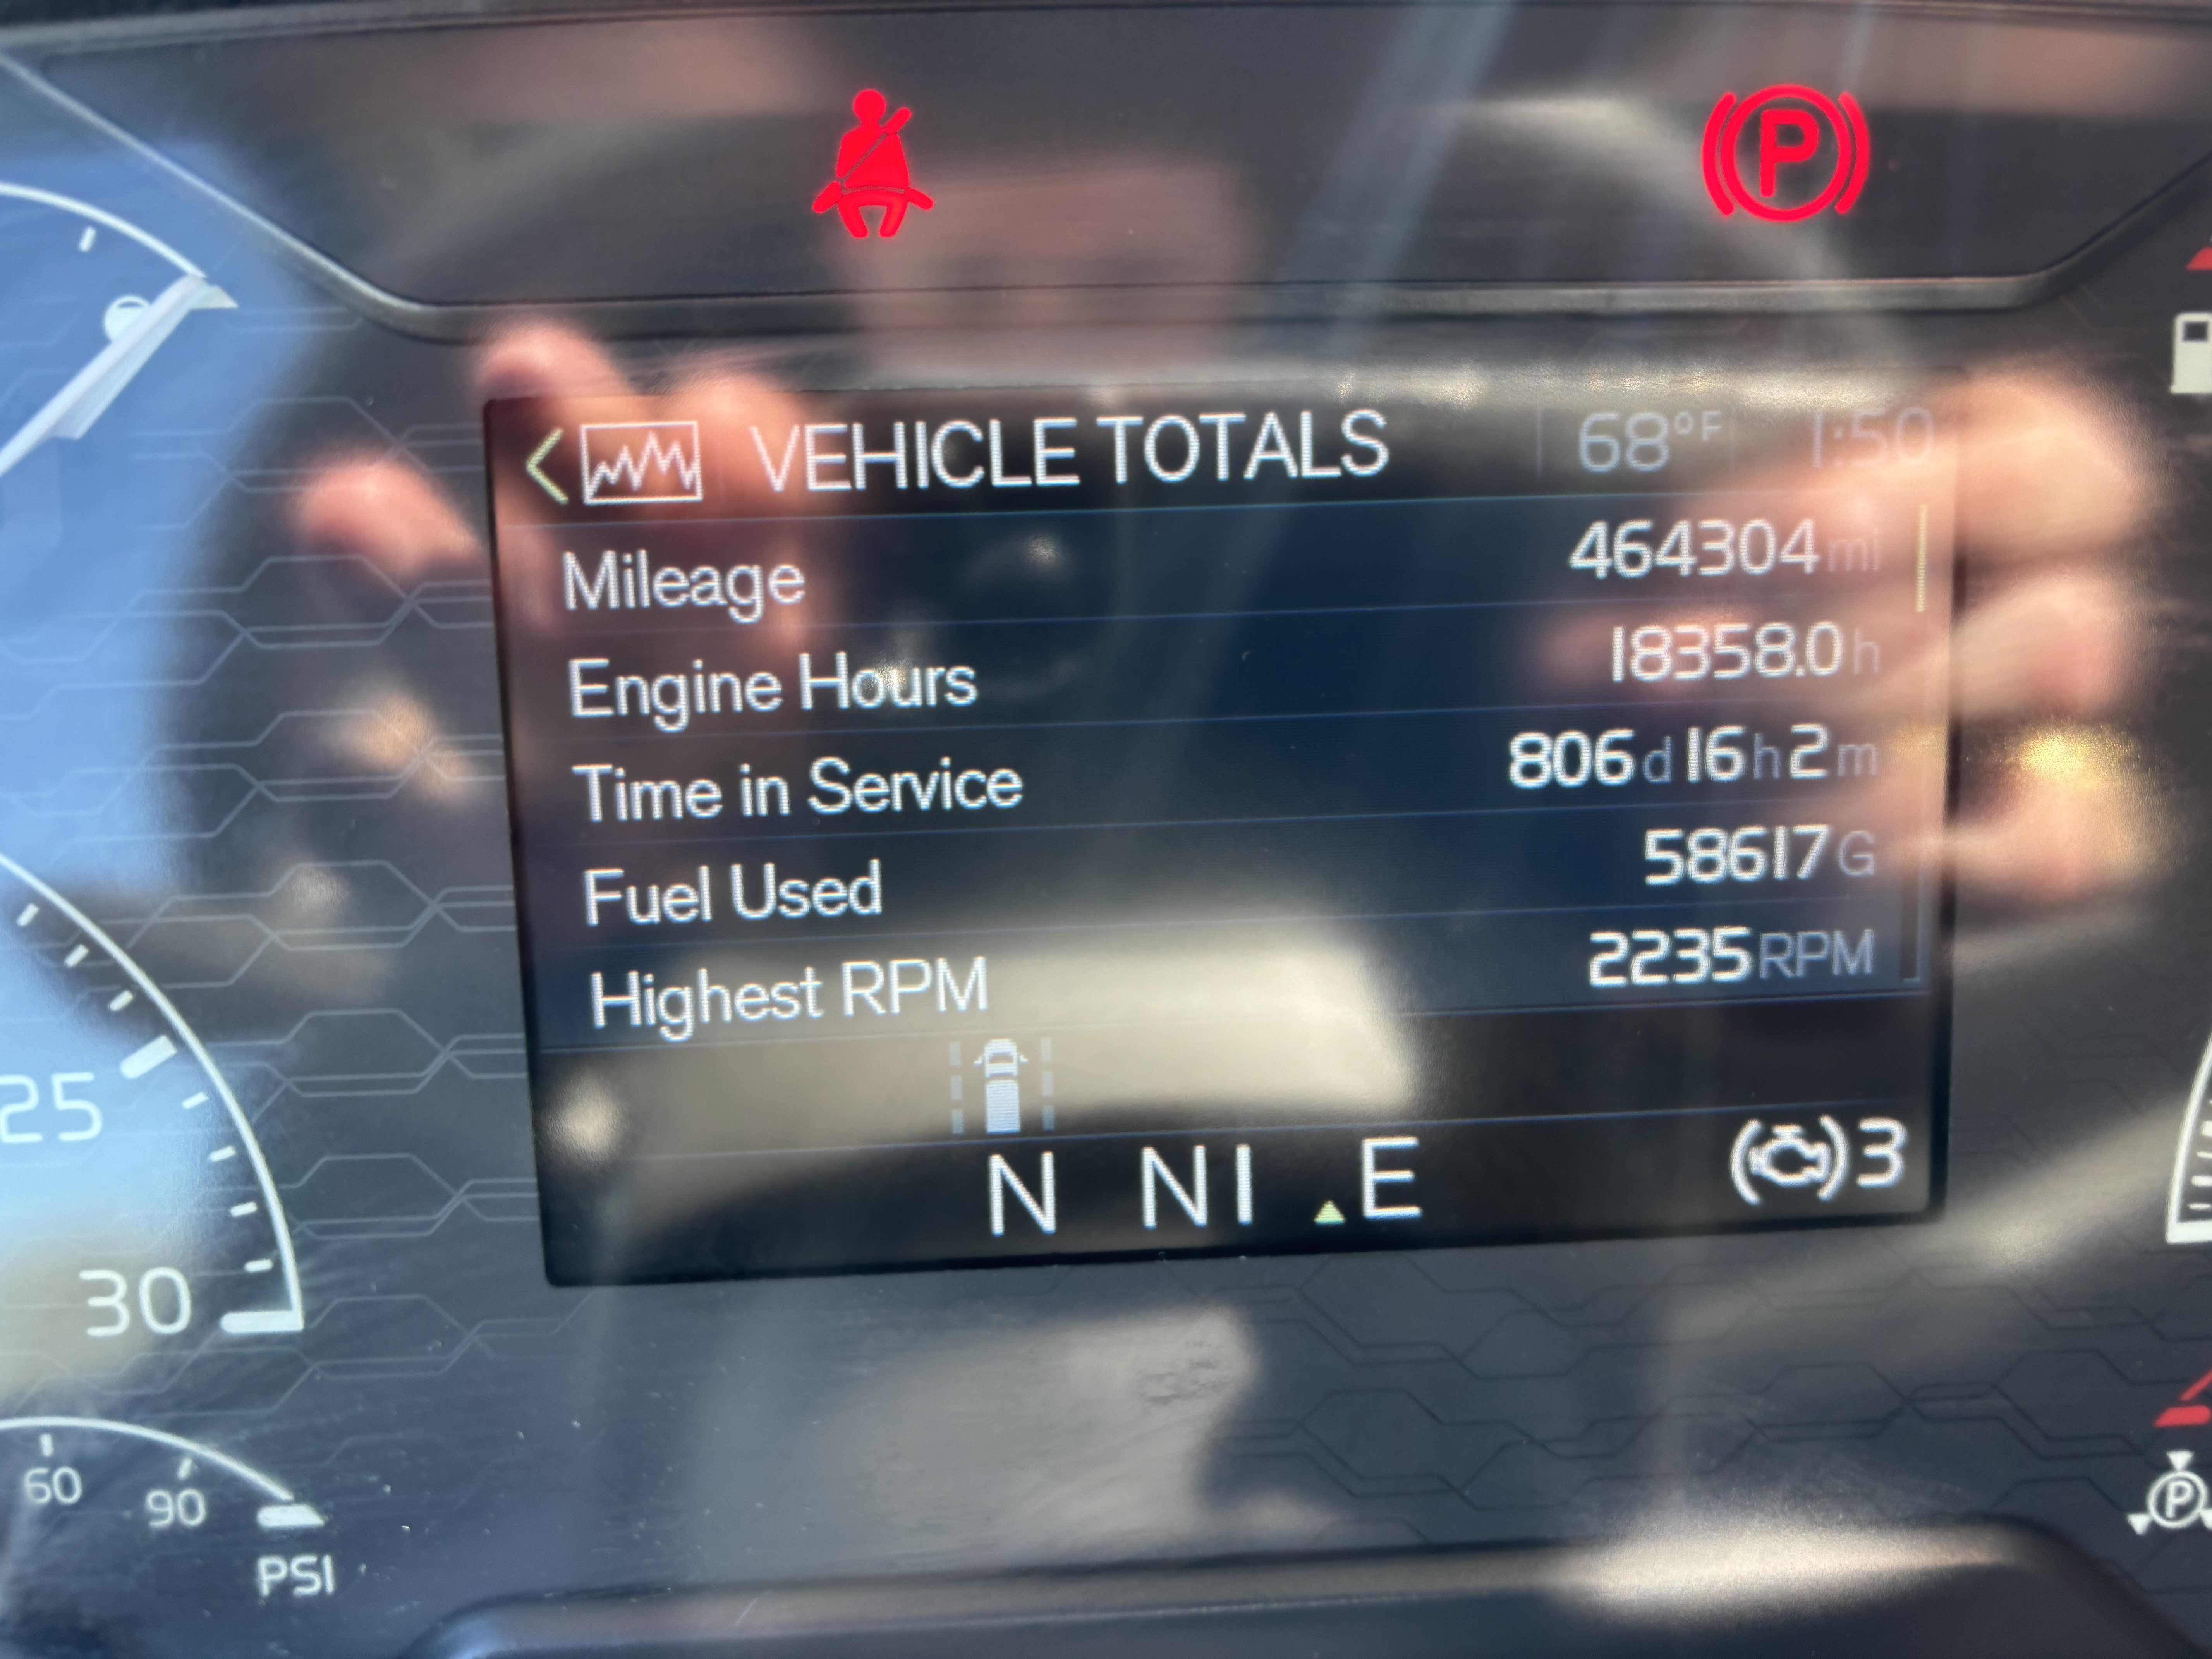 VEHICLE TOTALS 68°F 1:50
Mileage 464304 mi
Engine Hours 18358.0 h
Time in Service 806 d 16 h 2 m
Fuel Used 58617 G
Highest RPM 2235 RPM
N NI E 3
25
30
60 90
PSI
P
P